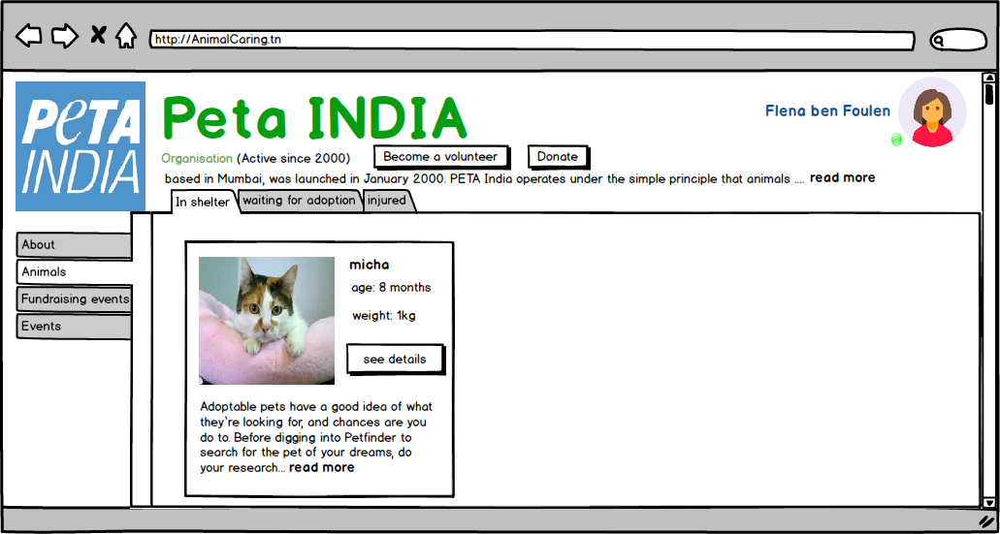 http://AnimalCaring.tn
PeTA
INDIA
Peta INDIA
Flena ben Foulen
Organisation (Active since 2000)
Become a volunteer
Donate
based in Mumbai, was launched in January 2000. PETA India operates under the simple principle that animals .... read more
In shelter
waiting for adoption
injured
About
Animals
Fundraising events
Events
micha
age: 8 months
weight: 1kg
see details
Adoptable pets have a good idea of what
they`re looking for, and chances are you
do to. Before digging into Petfinder to
search for the pet of your dreams, do
your research... read more